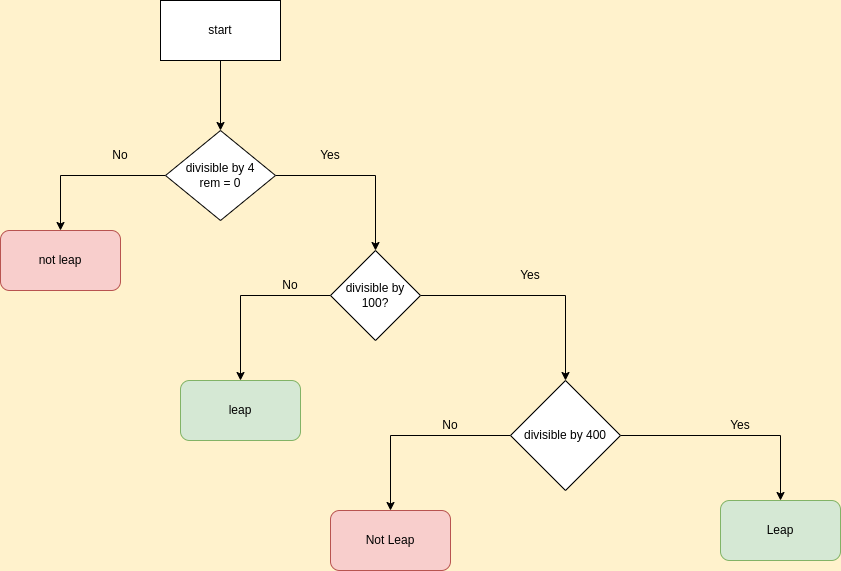 start
No
Yes
divisible by 4
rem = 0
not leap
Yes
No
divisible by
100?
leap
No
Yes
divisible by 400
Not Leap
Leap